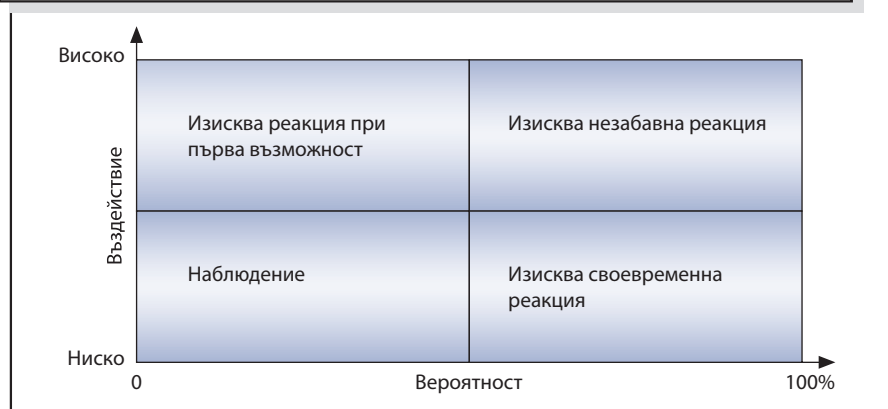 Високо
Изисква реакция при
първа възможност
Изисква незабавна реакция
Въздействие
Наблюдение
Изисква своевременна
реакция
Ниско
0
Вероятност
100%